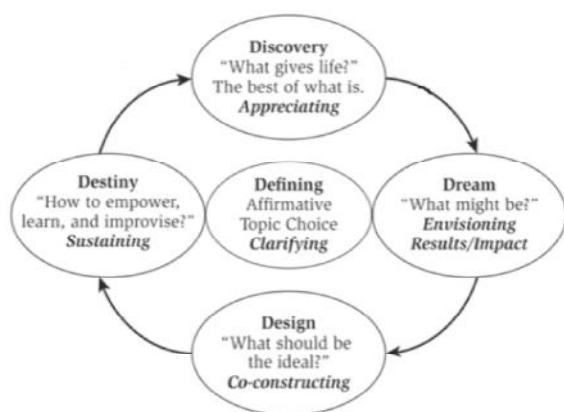 Discovery
“What gives life?”
The best of what is.
Appreciating
Destiny
“How to empower,
learn, and improvise?”
Sustaining
Defining
Affirmative
Topic Choice
Clarifying
Dream
“What might be?”
Envisioning
Results/Impact
Design
“What should be
the ideal?”
Co-constructing